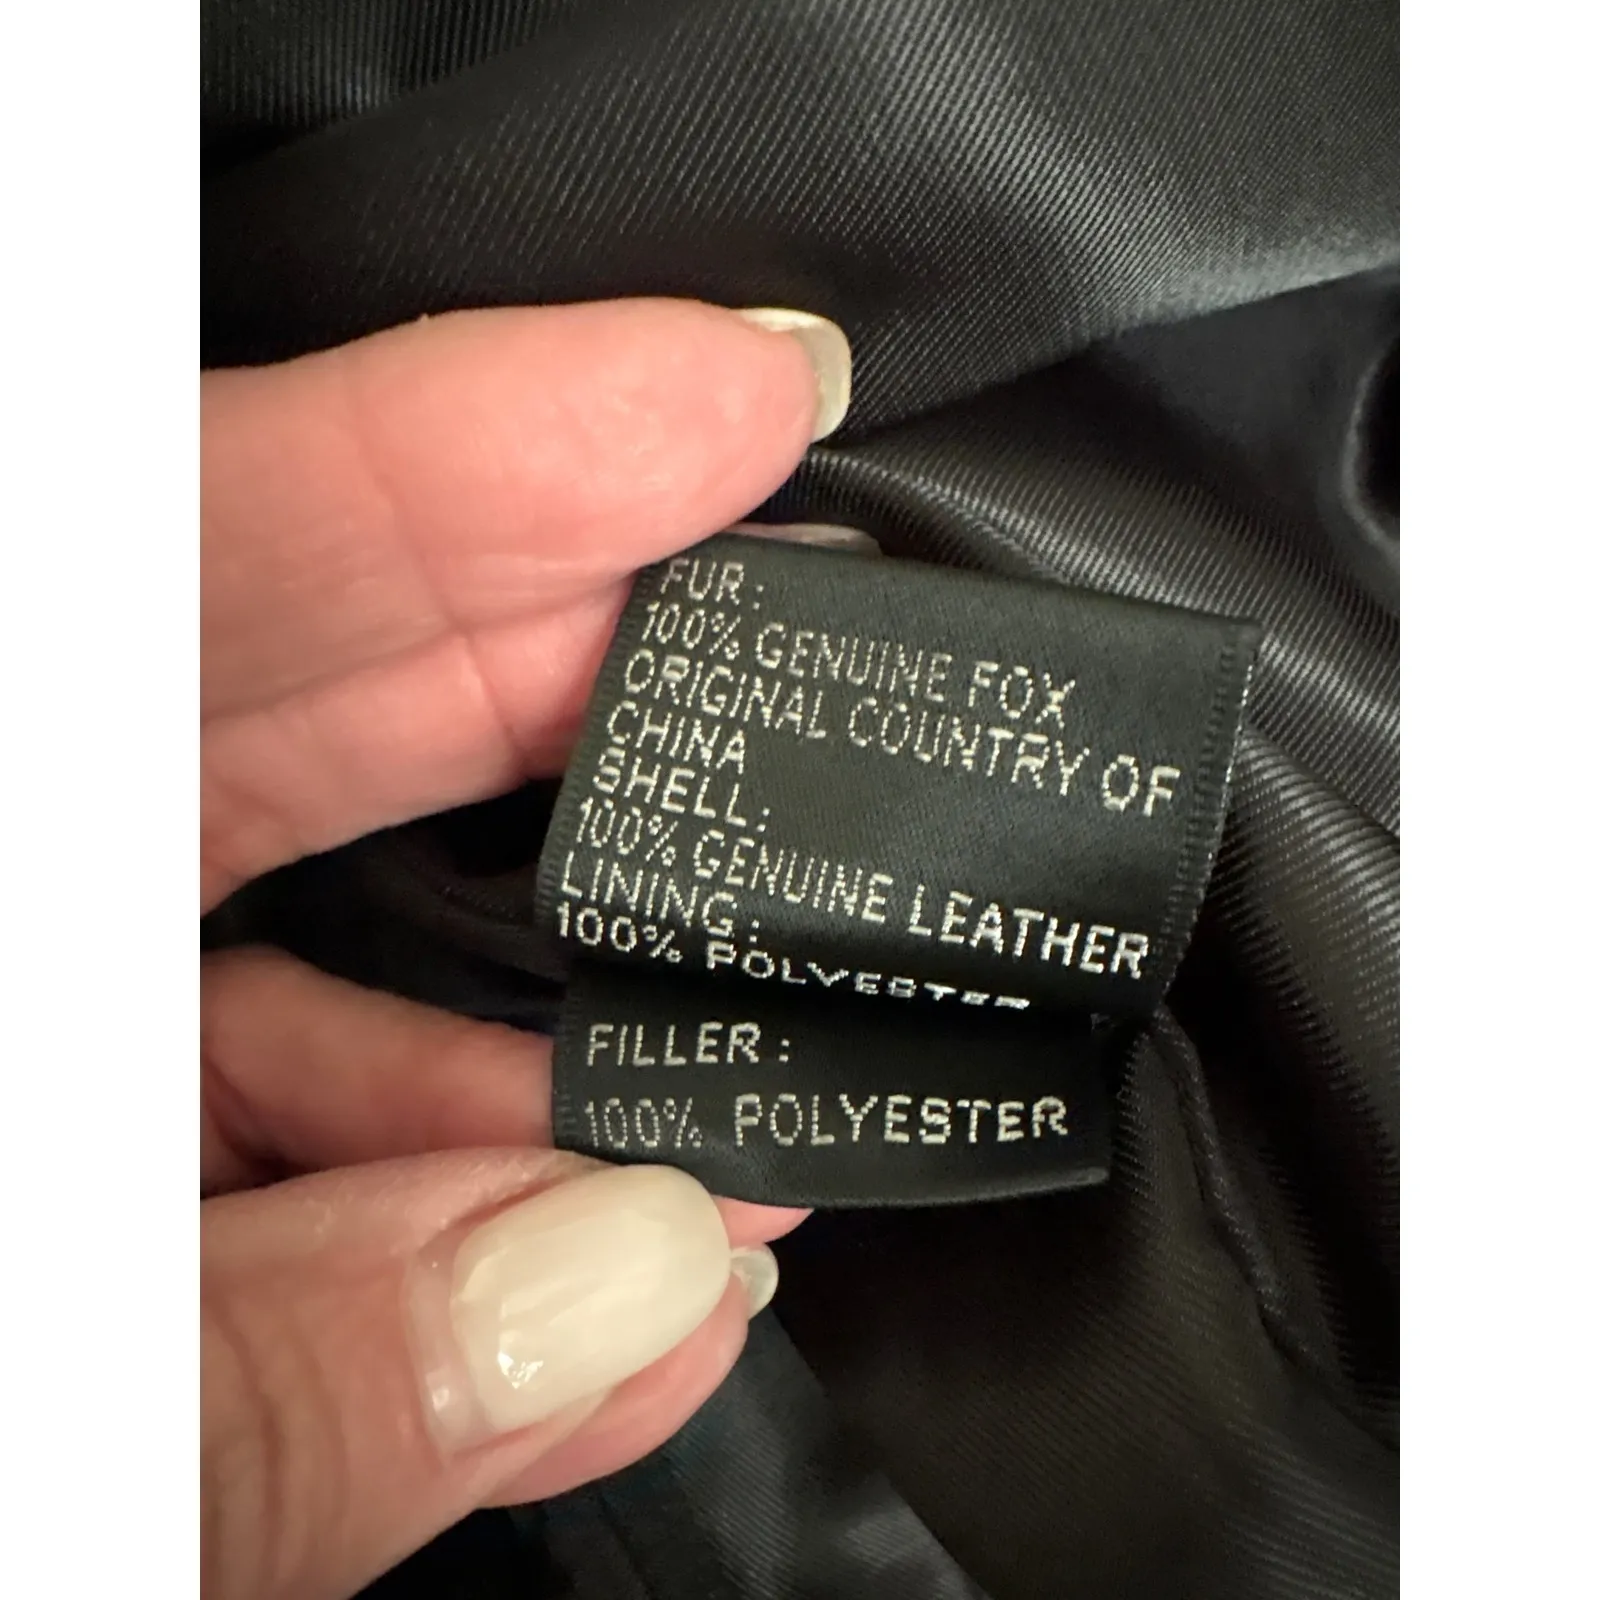 FUR:
100% GENUINE FOX
ORIGINAL COUNTRY OF
CHINA
SHELL:
100% GENUINE LEATHER
LINING:
100% POLYESTER
FILLER:
100% POLYESTER